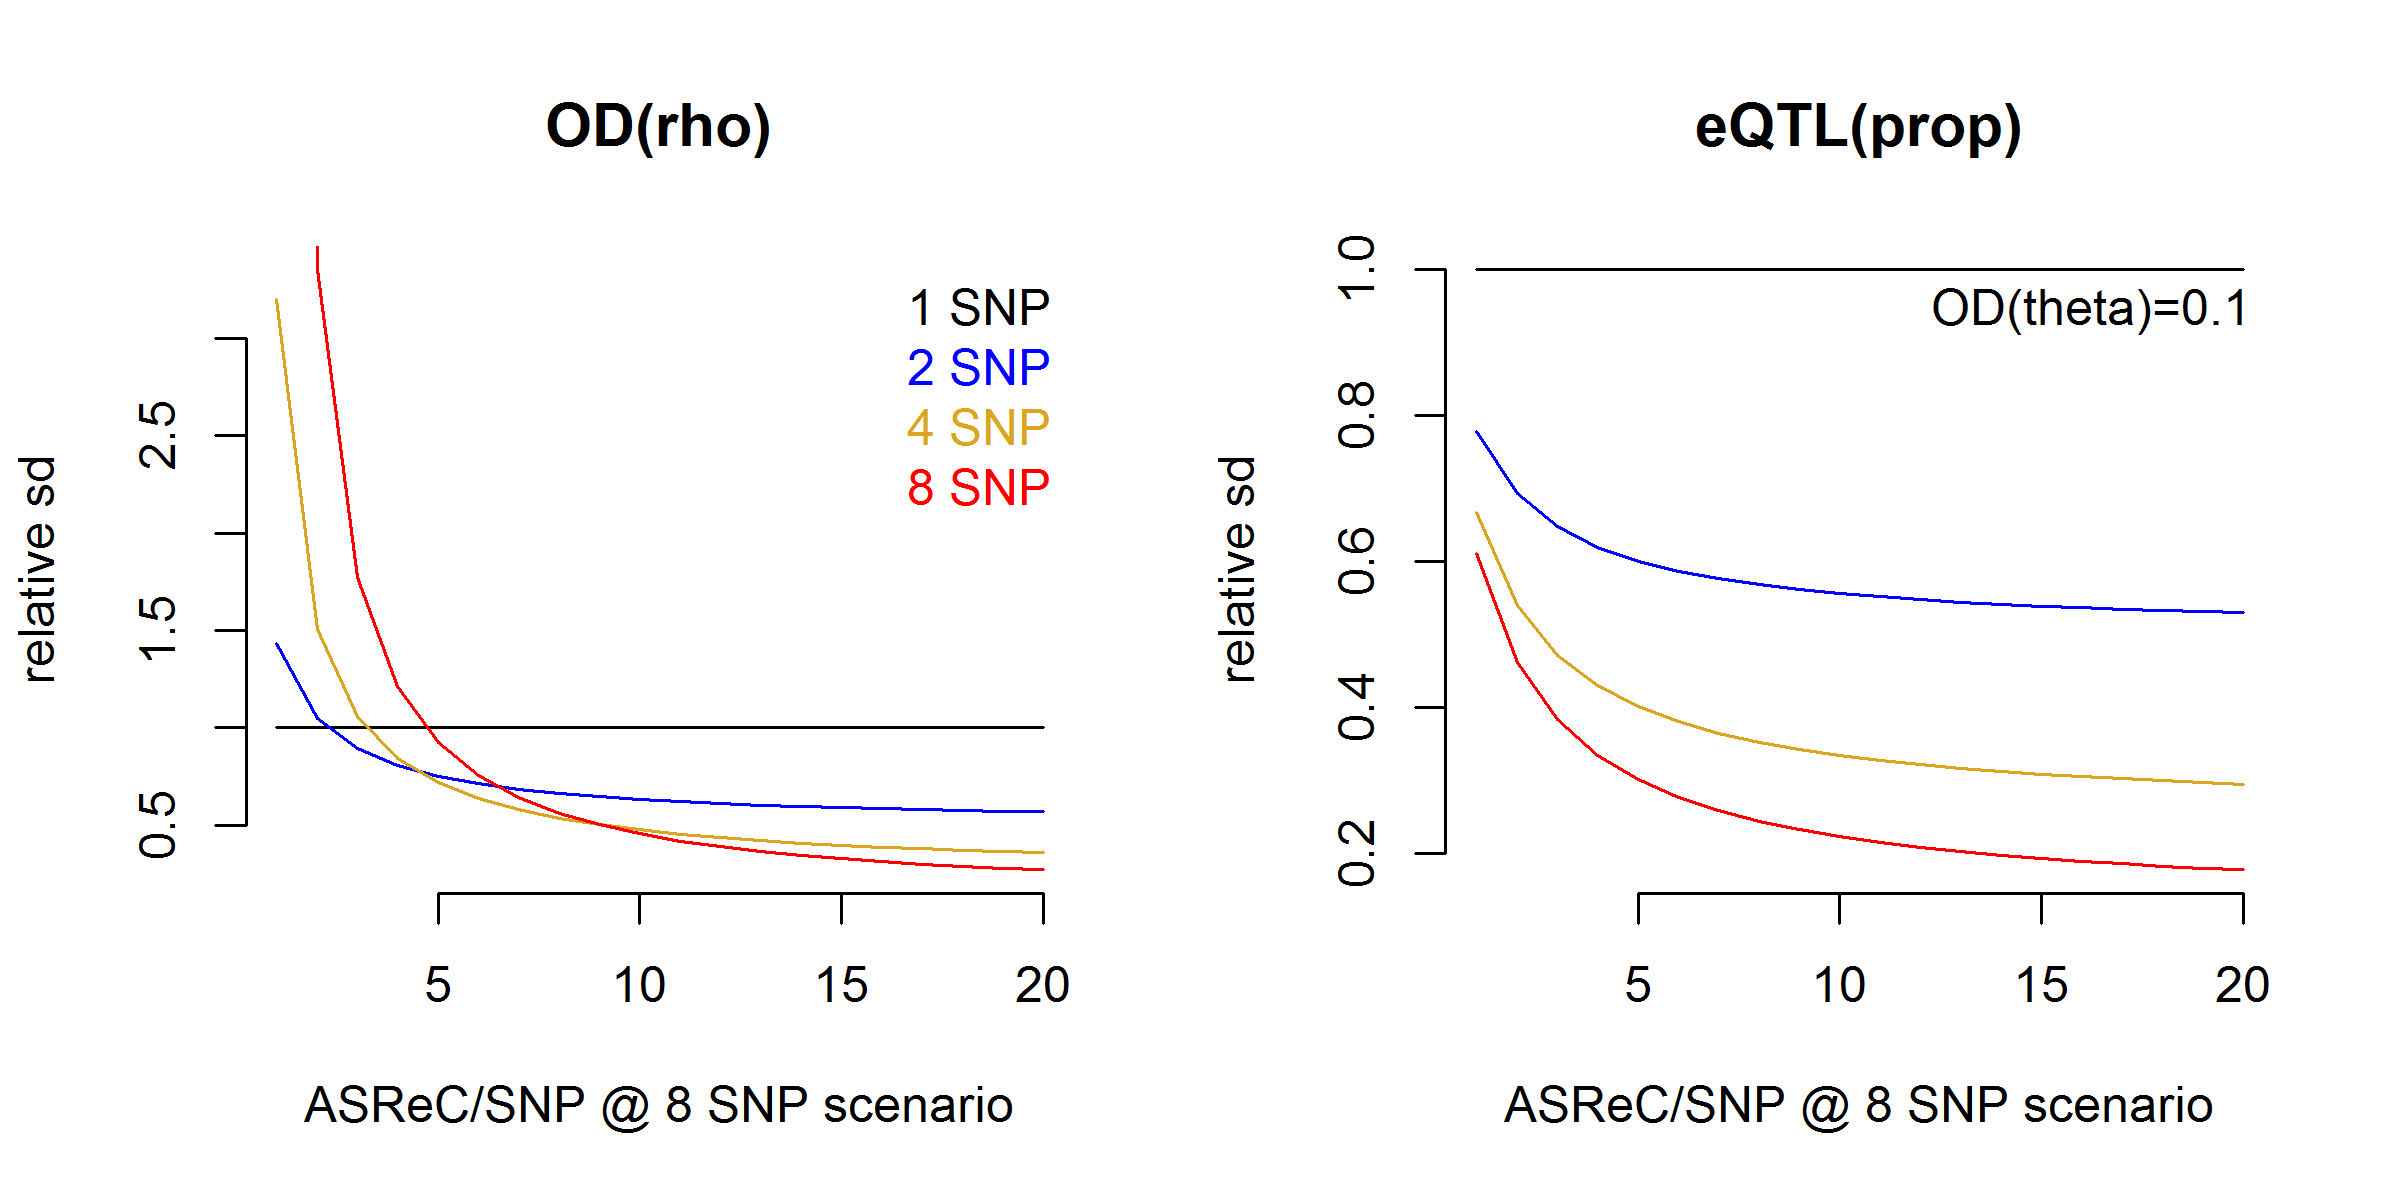 OD(rho)
1 SNP
2 SNP
4 SNP
8 SNP
relative sd
0.5
1.5
2.5
5 10 15 20
ASReC/SNP @ 8 SNP scenario
eQTL(prop)
OD(theta)=0.1
relative sd
0.2
0.4
0.6
0.8
1.0
5 10 15 20
ASReC/SNP @ 8 SNP scenario